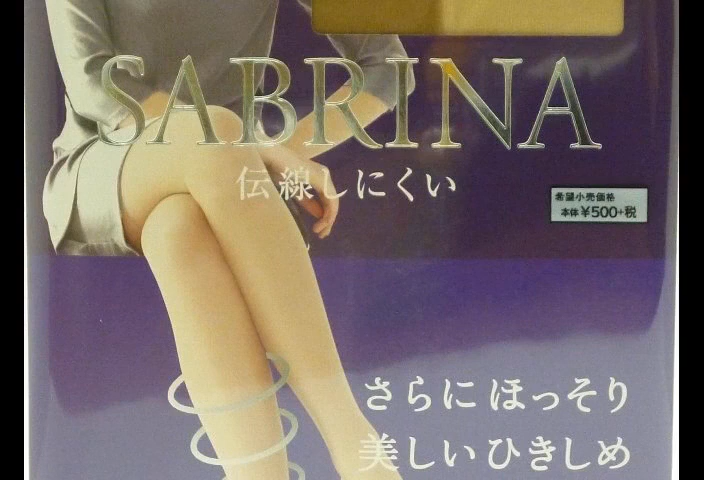 SABRINA
伝線しにくい
希望小売価格
本体¥500+税
さらにほっそり
美しいひきしめ